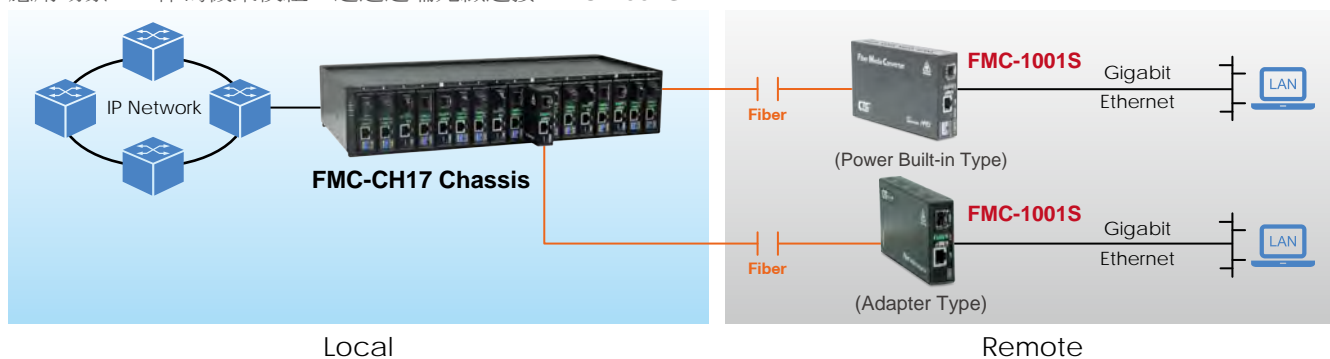 IP Network
FMC-CH17 Chassis
Fiber
FMC-1001S
Gigabit
Ethernet
LAN
(Power Built-in Type)
Fiber
FMC-1001S
Gigabit
Ethernet
LAN
(Adapter Type)
Local
Remote